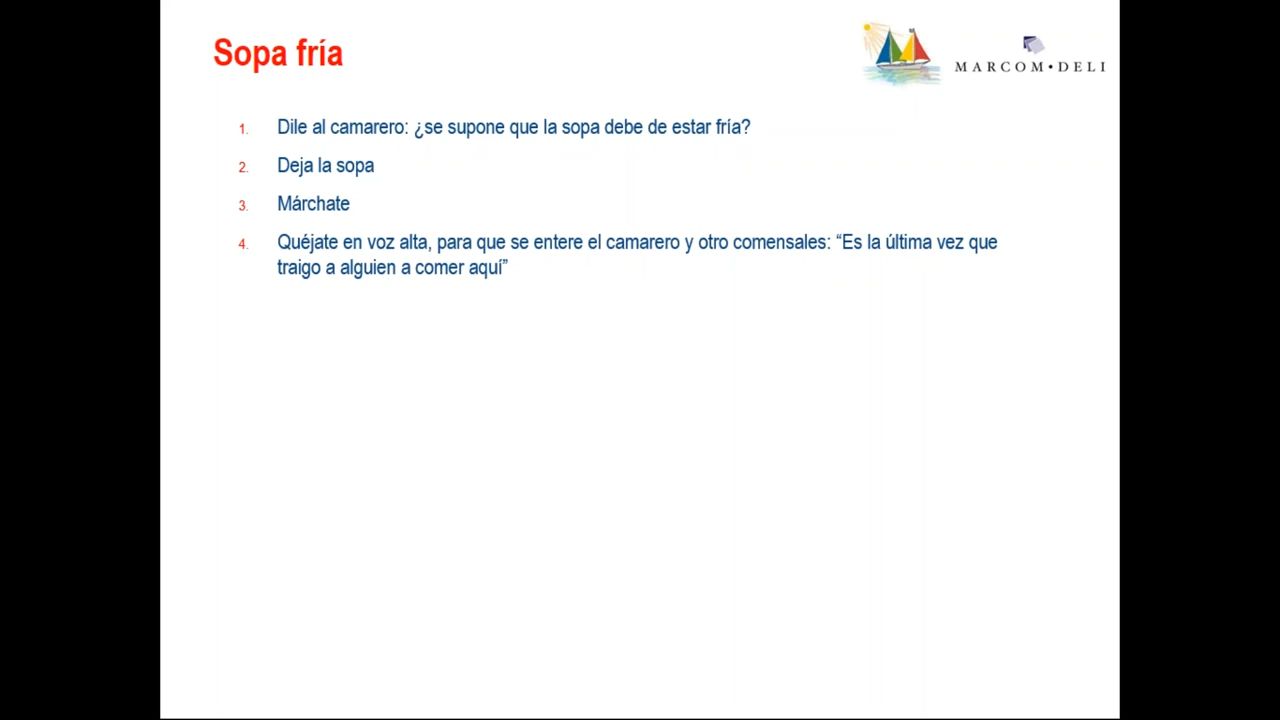 Sopa fría
MARCOM•DELI
1. Dile al camarero: ¿se supone que la sopa debe de estar fría?
2. Deja la sopa
3. Márchate
4. Quéjate en voz alta, para que se entere el camarero y otro comensales: “Es la última vez que
traigo a alguien a comer aquí”